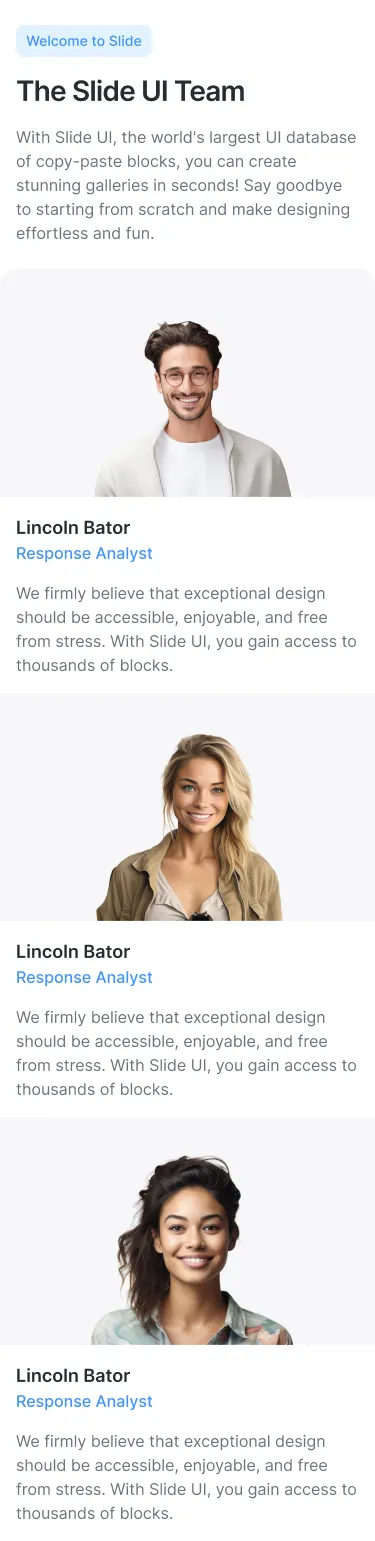 Welcome to Slide
The Slide UI Team
With Slide UI, the world's largest UI database
of copy-paste blocks, you can create
stunning galleries in seconds! Say goodbye
to starting from scratch and make designing
effortless and fun.
Lincoln Bator
Response Analyst
We firmly believe that exceptional design
should be accessible, enjoyable, and free
from stress. With Slide UI, you gain access to
thousands of blocks.
Lincoln Bator
Response Analyst
We firmly believe that exceptional design
should be accessible, enjoyable, and free
from stress. With Slide UI, you gain access to
thousands of blocks.
Lincoln Bator
Response Analyst
We firmly believe that exceptional design
should be accessible, enjoyable, and free
from stress. With Slide UI, you gain access to
thousands of blocks.